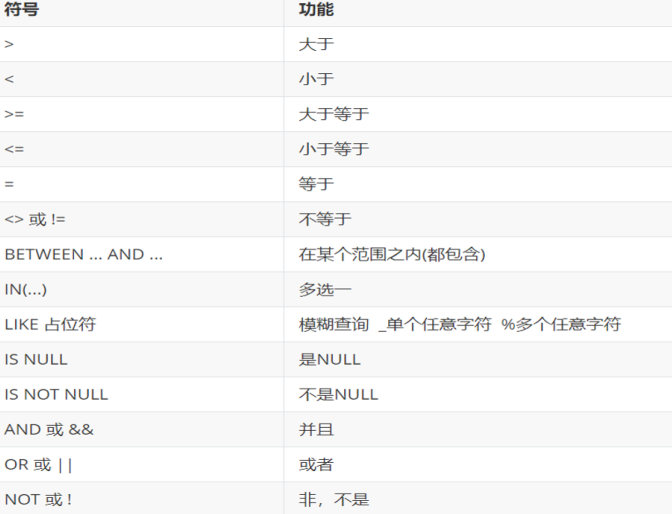 符号 功能
> 大于
< 小于
>= 大于等于
<= 小于等于
= 等于
<> 或 != 不等于
BETWEEN ... AND ... 在某个范围之内(都包含)
IN(...) 多选一
LIKE 占位符 模糊查询 _单个任意字符 %多个任意字符
IS NULL 是NULL
IS NOT NULL 不是NULL
AND 或 && 并且
OR 或 || 或者
NOT 或 ! 非，不是